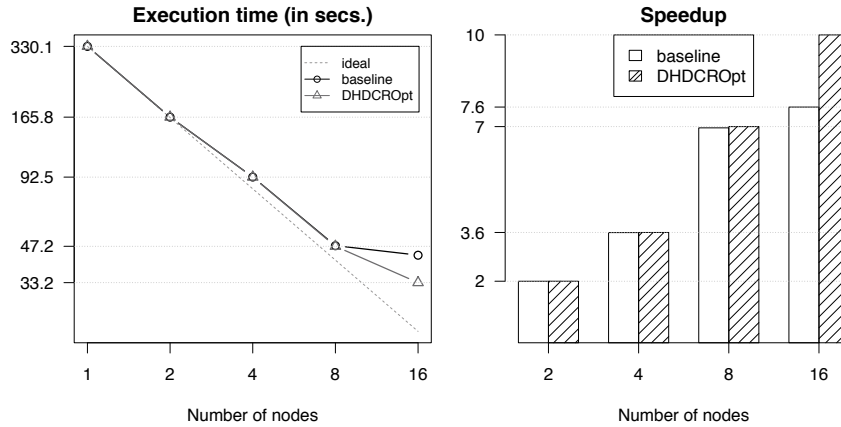 Execution time (in secs.)
330.1
165.8
92.5
47.2
33.2
ideal
baseline
DHDCROpt
1 2 4 8 16
Number of nodes
Speedup
10
7.6
7
3.6
2
baseline
DHDCROpt
2 4 8 16
Number of nodes